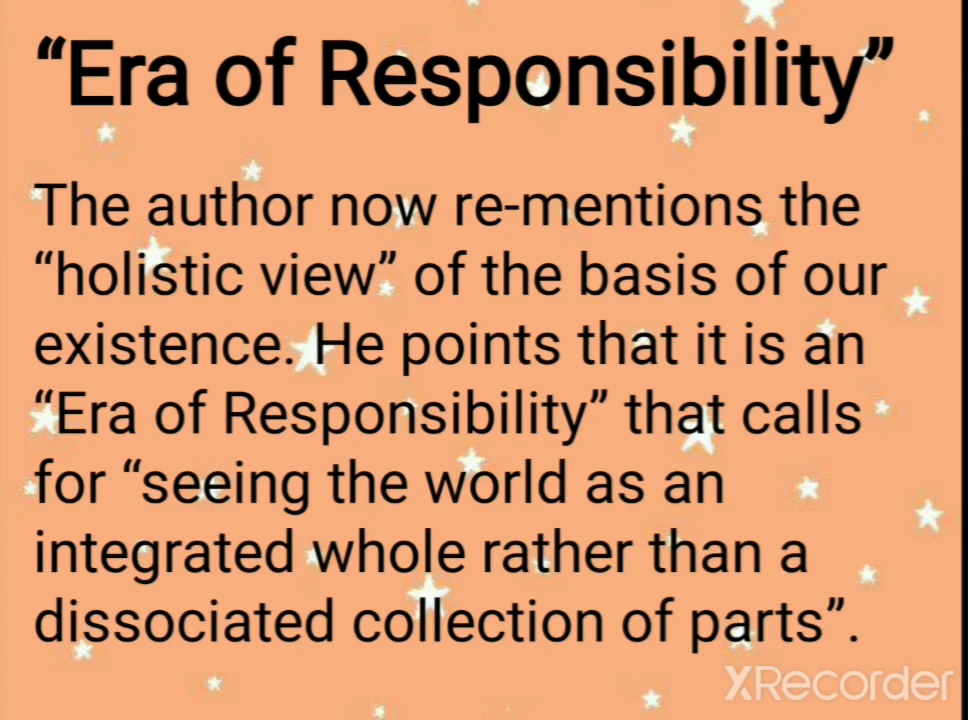 “Era of Responsibility”
The author now re-mentions the
“holistic view” of the basis of our
existence. He points that it is an
“Era of Responsibility” that calls
for “seeing the world as an
integrated whole rather than a
dissociated collection of parts”.
XRecorder